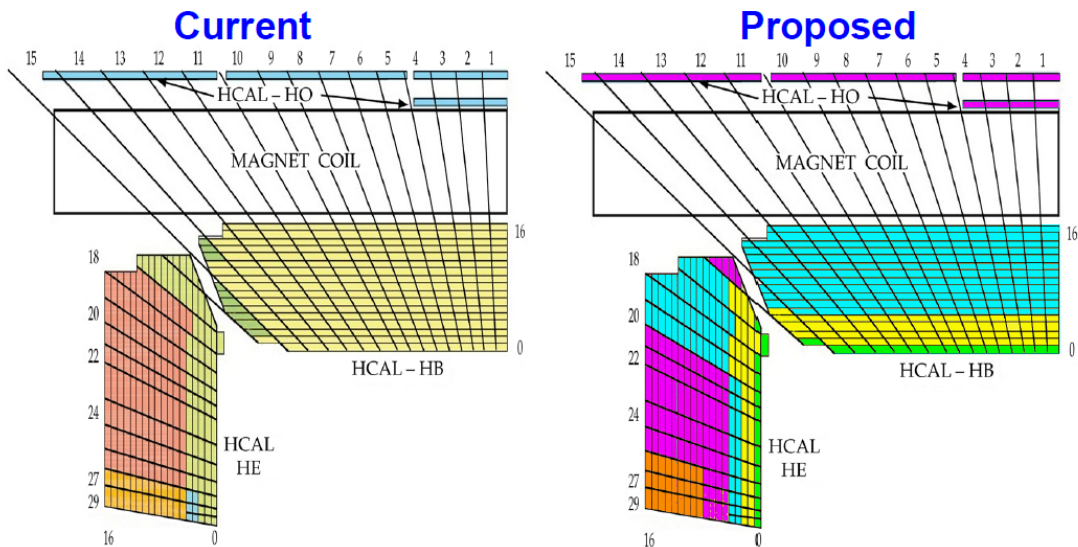 Current
15 14 13 12 11 10 9 8 7 6 5 4 3 2 1
HCAL – HO
MAGNET COIL
16
18
20
22
24
27
29
0
HCAL – HB
HCAL
HE
16
0
Proposed
15 14 13 12 11 10 9 8 7 6 5 4 3 2 1
HCAL – HO
MAGNET COIL
16
18
20
22
24
27
29
0
HCAL – HB
HCAL
HE
16
0